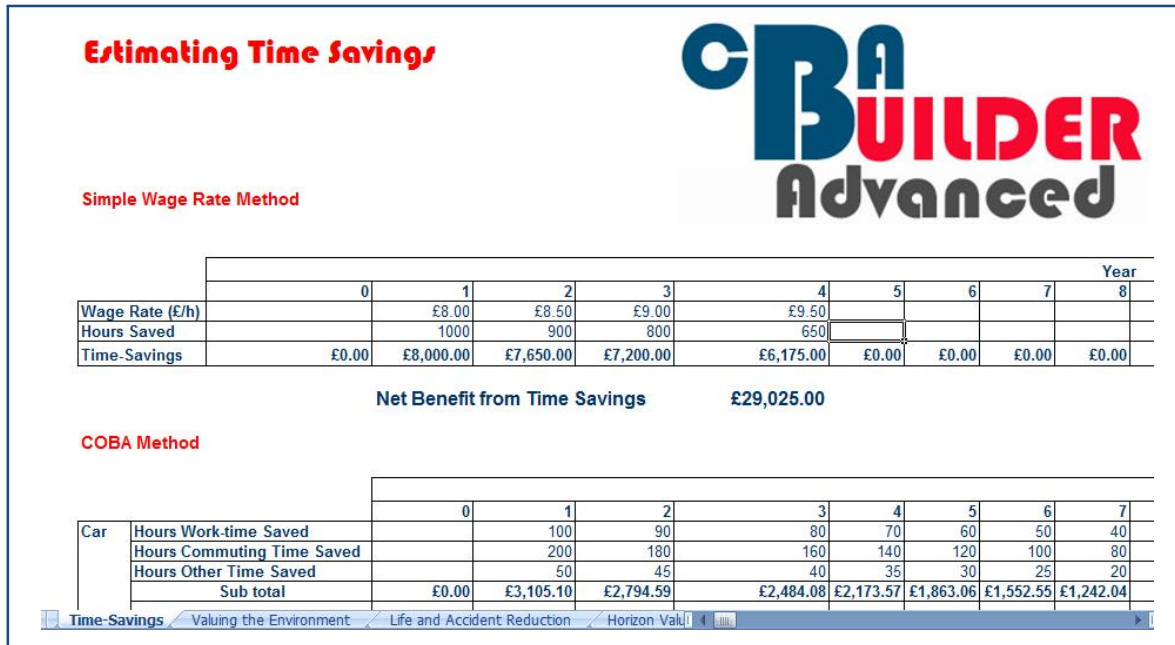 Estimating Time Savings
CBA
BUILDER
Advanced
Simple Wage Rate Method
Year
0 1 2 3 4 5 6 7 8
Wage Rate (£/h) £8.00 £8.50 £9.00 £9.50
Hours Saved 1000 900 800 650
Time-Savings £0.00 £8,000.00 £7,650.00 £7,200.00 £6,175.00 £0.00 £0.00 £0.00 £0.00
Net Benefit from Time Savings £29,025.00
COBA Method
0 1 2 3 4 5 6 7
Car Hours Work-time Saved 100 90 80 70 60 50 40
Hours Commuting Time Saved 200 180 160 140 120 100 80
Hours Other Time Saved 50 45 40 35 30 25 20
Sub total £0.00 £3,105.10 £2,794.59 £2,484.08 £2,173.57 £1,863.06 £1,552.55 £1,242.04
Time-Savings Valuing the Environment Life and Accident Reduction Horizon Valu